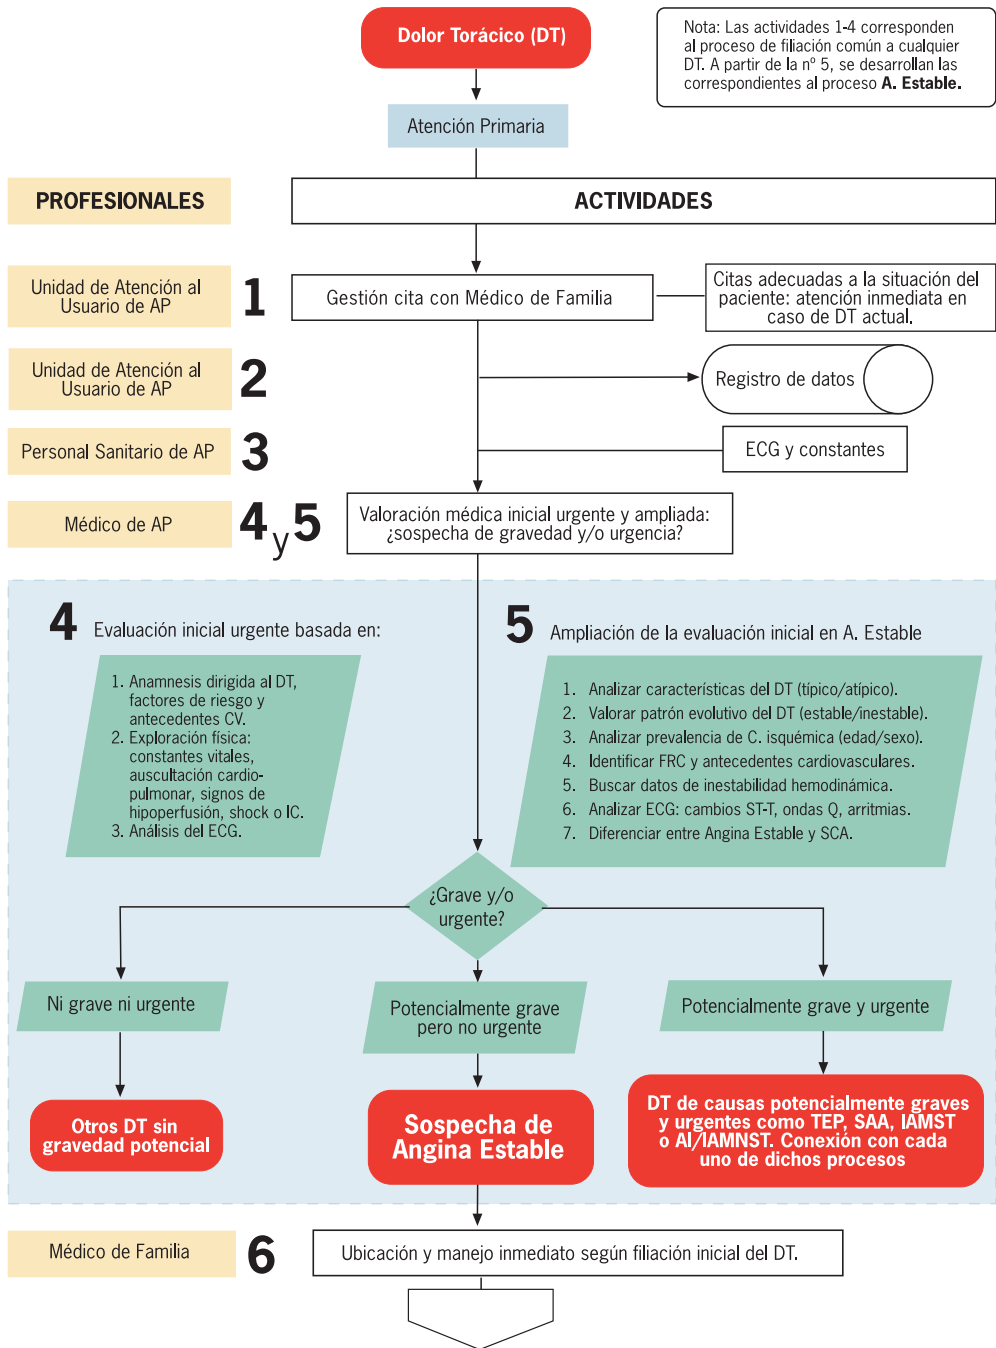 Dolor Torácico (DT)
Nota: Las actividades 1-4 corresponden
al proceso de filiación común a cualquier
DT. A partir de la nº 5, se desarrollan las
correspondientes al proceso A. Estable.
Atención Primaria
PROFESIONALES
ACTIVIDADES
Unidad de Atención al
Usuario de AP
1
Gestión cita con Médico de Familia
Citas adecuadas a la situación del
paciente: atención inmediata en
caso de DT actual.
Unidad de Atención al
Usuario de AP
2
Registro de datos
Personal Sanitario de AP
3
ECG y constantes
Médico de AP
4 y 5
Valoración médica inicial urgente y ampliada:
¿sospecha de gravedad y/o urgencia?
4 Evaluación inicial urgente basada en:
1. Anamnesis dirigida al DT,
factores de riesgo y
antecedentes CV.
2. Exploración física:
constantes vitales,
auscultación cardio-
pulmonar, signos de
hipoperfusión, shock o IC.
3. Análisis del ECG.
5 Ampliación de la evaluación inicial en A. Estable
1. Analizar características del DT (típico/atípico).
2. Valorar patrón evolutivo del DT (estable/inestable).
3. Analizar prevalencia de C. isquémica (edad/sexo).
4. Identificar FRC y antecedentes cardiovasculares.
5. Buscar datos de inestabilidad hemodinámica.
6. Analizar ECG: cambios ST-T, ondas Q, arritmias.
7. Diferenciar entre Angina Estable y SCA.
¿Grave y/o
urgente?
Ni grave ni urgente
Potencialmente grave
pero no urgente
Potencialmente grave y urgente
Otros DT sin
gravedad potencial
Sospecha de
Angina Estable
DT de causas potencialmente graves
y urgentes como TEP, SAA, IAMST
o AI/IAMNST. Conexión con cada
uno de dichos procesos
Médico de Familia
6
Ubicación y manejo inmediato según filiación inicial del DT.